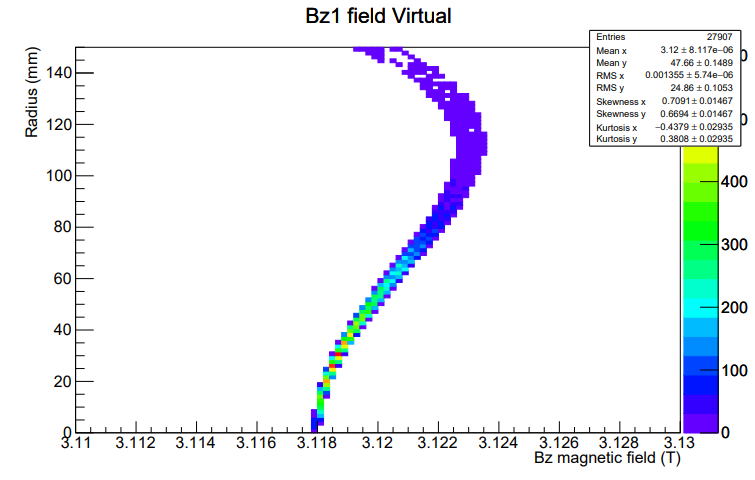 Bz1 field Virtual
Entries 27907
Mean x 3.12 ± 8.117e-06
Mean y 47.66 ± 0.1489
RMS x 0.001355 ± 5.74e-06
RMS y 24.86 ± 0.1053
Skewness x 0.7091 ± 0.01467
Skewness y 0.6694 ± 0.01467
Kurtosis x -0.4379 ± 0.02935
Kurtosis y 0.3808 ± 0.02935
Radius (mm)
140
120
100
80
60
40
20
0
0
0
400
300
200
100
0
3.11 3.112 3.114 3.116 3.118 3.12 3.122 3.124 3.126 3.128 3.13
Bz magnetic field (T)